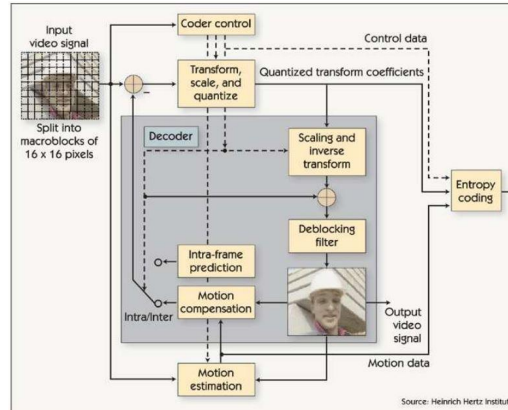 Input
video signal
Coder control
Control data
Transform,
scale, and
quantize
Quantized transform coefficients
Split into
macroblocks of
16 x 16 pixels
Decoder
Scaling and
inverse
transform
Entropy
coding
Deblocking
filter
Intra-frame
prediction
Intra/Inter
Motion
compensation
Output
video
signal
Motion data
Motion
estimation
Source: Heinrich Hertz Institut